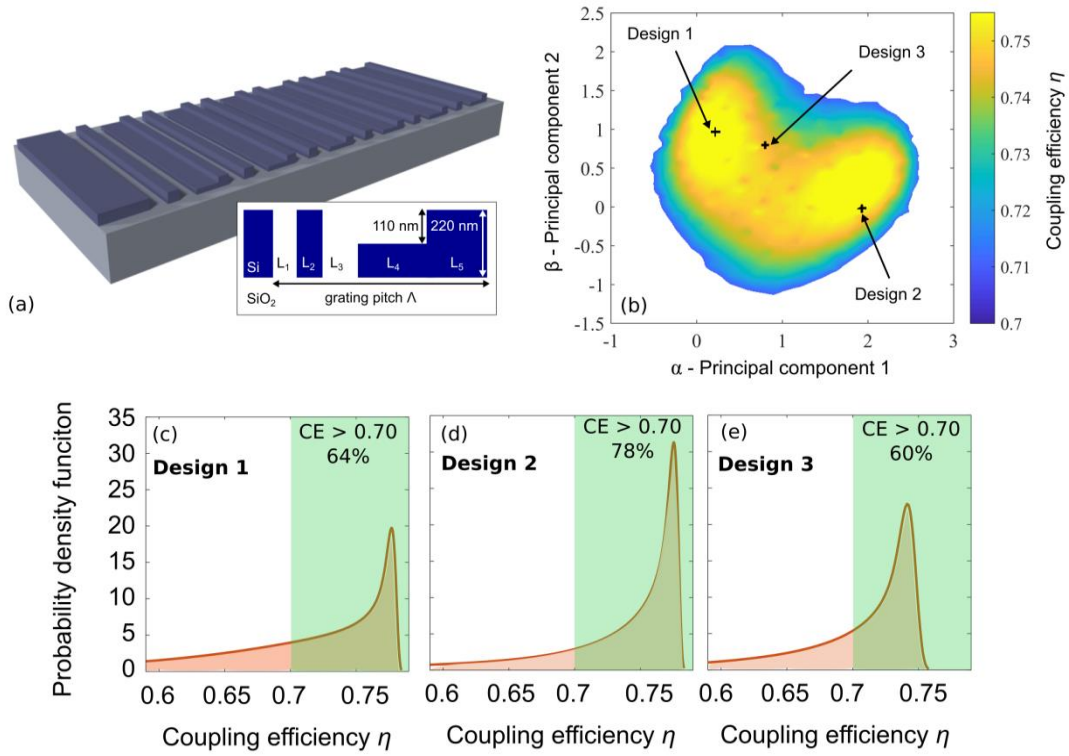 (a)
Si
L1
L2
L3
L4
L5
110 nm
220 nm
SiO2
grating pitch Λ
(b)
Design 1
Design 3
Design 2
2.5
2
1.5
1
0.5
0
-0.5
-1
-1.5
β - Principal component 2
-1
0
1
2
3
α - Principal component 1
0.75
0.74
0.73
0.72
0.71
0.7
Coupling efficiency η
Probability density funciton
35
30
25
20
15
10
5
0
(c)
CE > 0.70
64%
Design 1
0.6
0.65
0.7
0.75
Coupling efficiency η
(d)
CE > 0.70
78%
Design 2
0.6
0.65
0.7
0.75
Coupling efficiency η
(e)
CE > 0.70
60%
Design 3
0.6
0.65
0.7
0.75
Coupling efficiency η